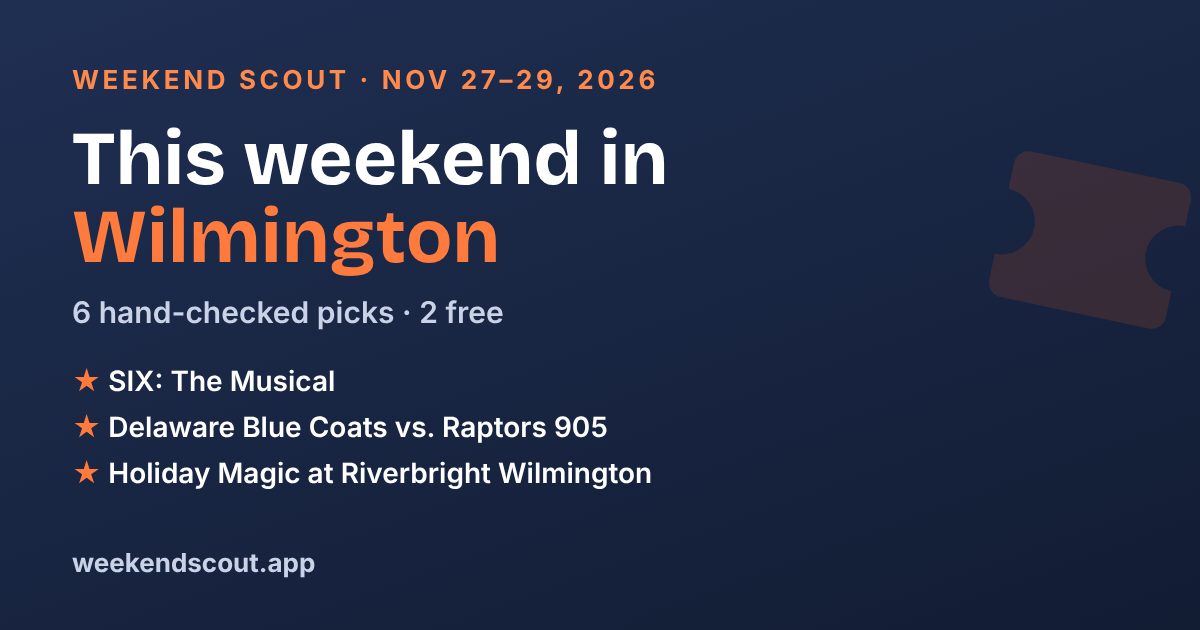 WEEKEND SCOUT · NOV 27–29, 2026
This weekend in
Wilmington
6 hand-checked picks · 2 free
★ SIX: The Musical
★ Delaware Blue Coats vs. Raptors 905
★ Holiday Magic at Riverbright Wilmington
weekendscout.app